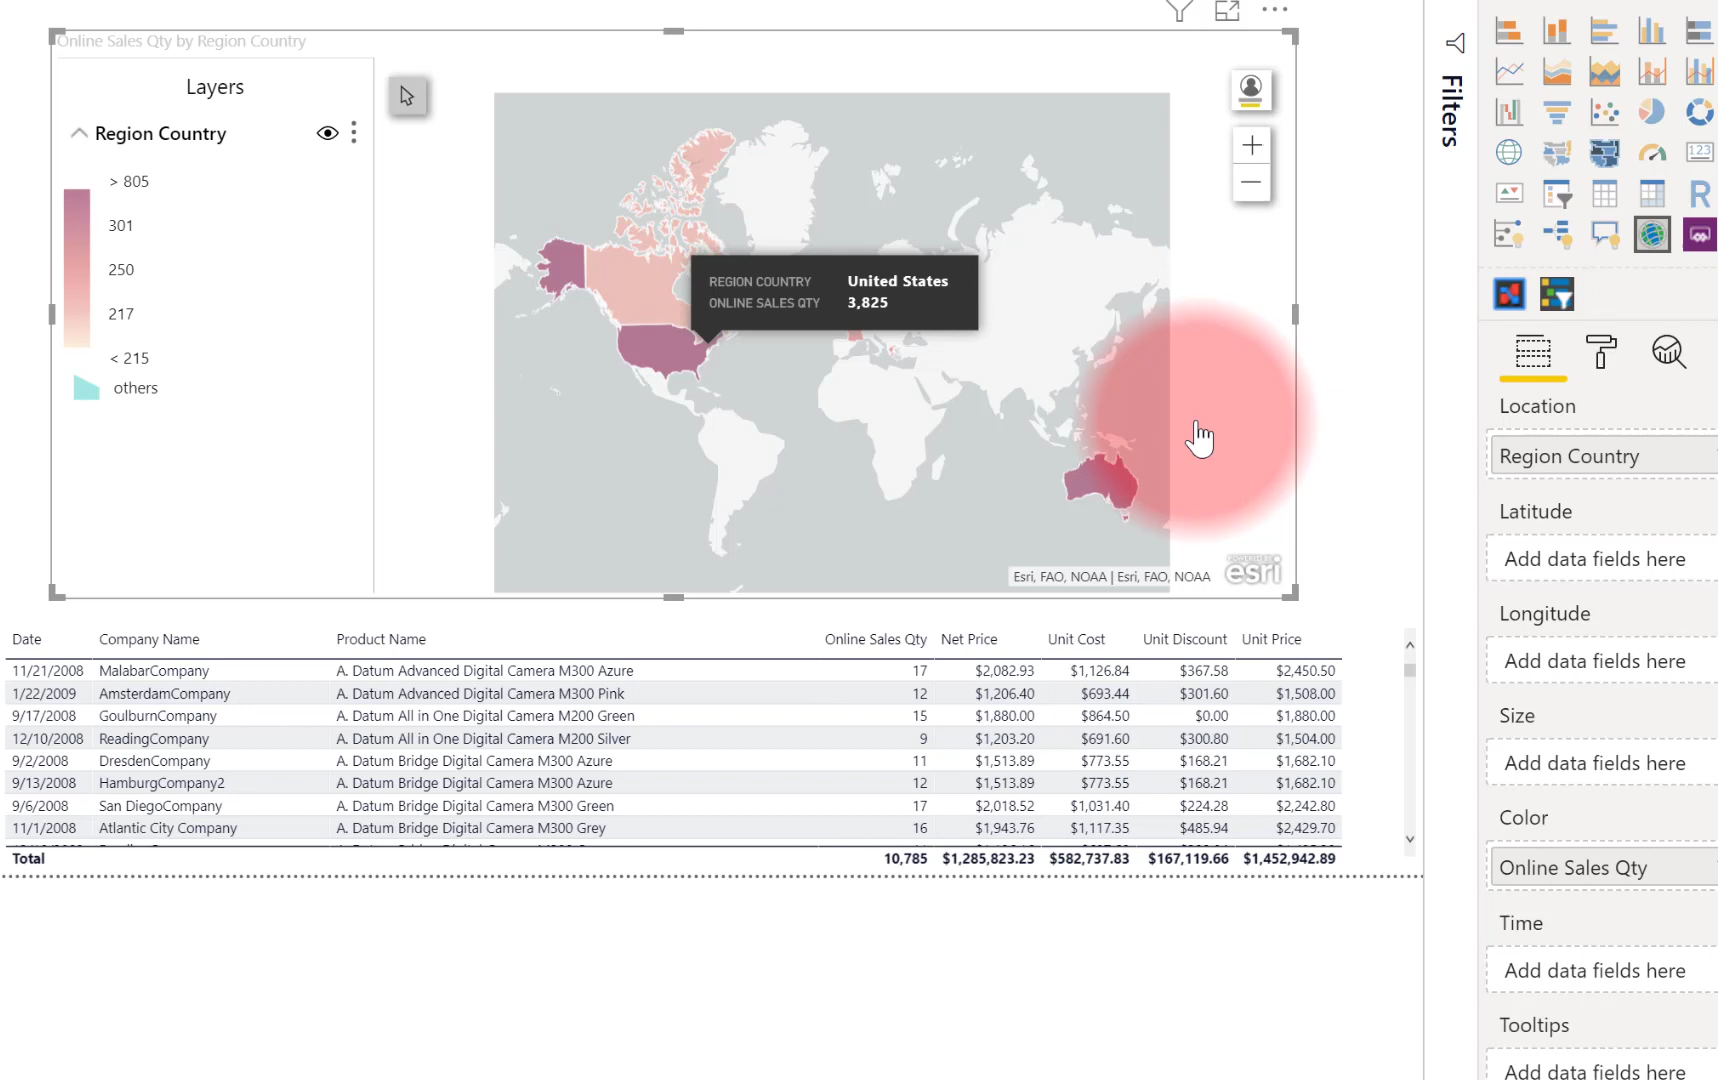 Online Sales Qty by Region Country
Layers
Region Country
> 805
301
250
217
< 215
others
REGION COUNTRY United States
ONLINE SALES QTY 3,825
Esri, FAO, NOAA | Esri, FAO, NOAA
POWERED BY
esri
Date Company Name Product Name Online Sales Qty Net Price Unit Cost Unit Discount Unit Price
11/21/2008 MalabarCompany A. Datum Advanced Digital Camera M300 Azure 17 $2,082.93 $1,126.84 $367.58 $2,450.50
1/22/2009 AmsterdamCompany A. Datum Advanced Digital Camera M300 Pink 12 $1,206.40 $693.44 $301.60 $1,508.00
9/17/2008 GoulburnCompany A. Datum All in One Digital Camera M200 Green 15 $1,880.00 $864.50 $0.00 $1,880.00
12/10/2008 ReadingCompany A. Datum All in One Digital Camera M200 Silver 9 $1,203.20 $691.60 $300.80 $1,504.00
9/2/2008 DresdenCompany A. Datum Bridge Digital Camera M300 Azure 11 $1,513.89 $773.55 $168.21 $1,682.10
9/13/2008 HamburgCompany2 A. Datum Bridge Digital Camera M300 Azure 12 $1,513.89 $773.55 $168.21 $1,682.10
9/6/2008 San DiegoCompany A. Datum Bridge Digital Camera M300 Green 17 $2,018.52 $1,031.40 $224.28 $2,242.80
11/1/2008 Atlantic City Company A. Datum Bridge Digital Camera M300 Grey 16 $1,943.76 $1,117.35 $485.94 $2,429.70
Total 10,785 $1,285,823.23 $582,737.83 $167,119.66 $1,452,942.89
Filters
123
R
Location
Region Country
Latitude
Add data fields here
Longitude
Add data fields here
Size
Add data fields here
Color
Online Sales Qty
Time
Add data fields here
Tooltips
Add data fields here